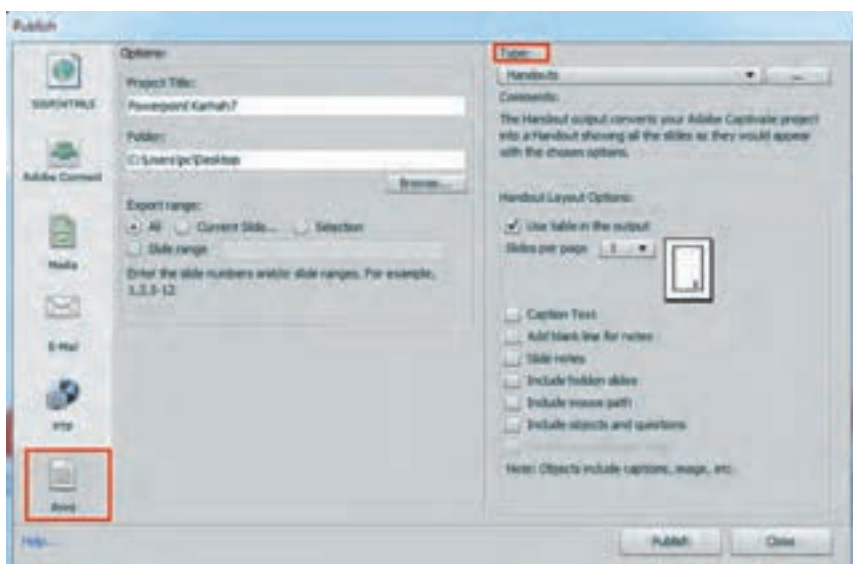 Publish
SWF/HTML5
Adobe Connect
Media
E-Mail
FTP
Print
Help...
Options:
Project Title:
Powerpoint Karhah7
Folder:
C:\Users\pc\Desktop
Browse...
Export range:
All Current Slide... Selection
Slide range
Enter the slide numbers and/or slide ranges. For example,
1,3,5-12
Type:
Handouts ...
Comments:
The Handout output converts your Adobe Captivate project
into a Handout showing all the slides as they would appear
with the chosen options.
Handout Layout Options:
Use table in the output
Slides per page 1
Caption Text
Add blank line for notes
Slide notes
Include hidden slides
Include mouse path
Include objects and questions
Note: Objects include captions, image, etc.
Publish Close